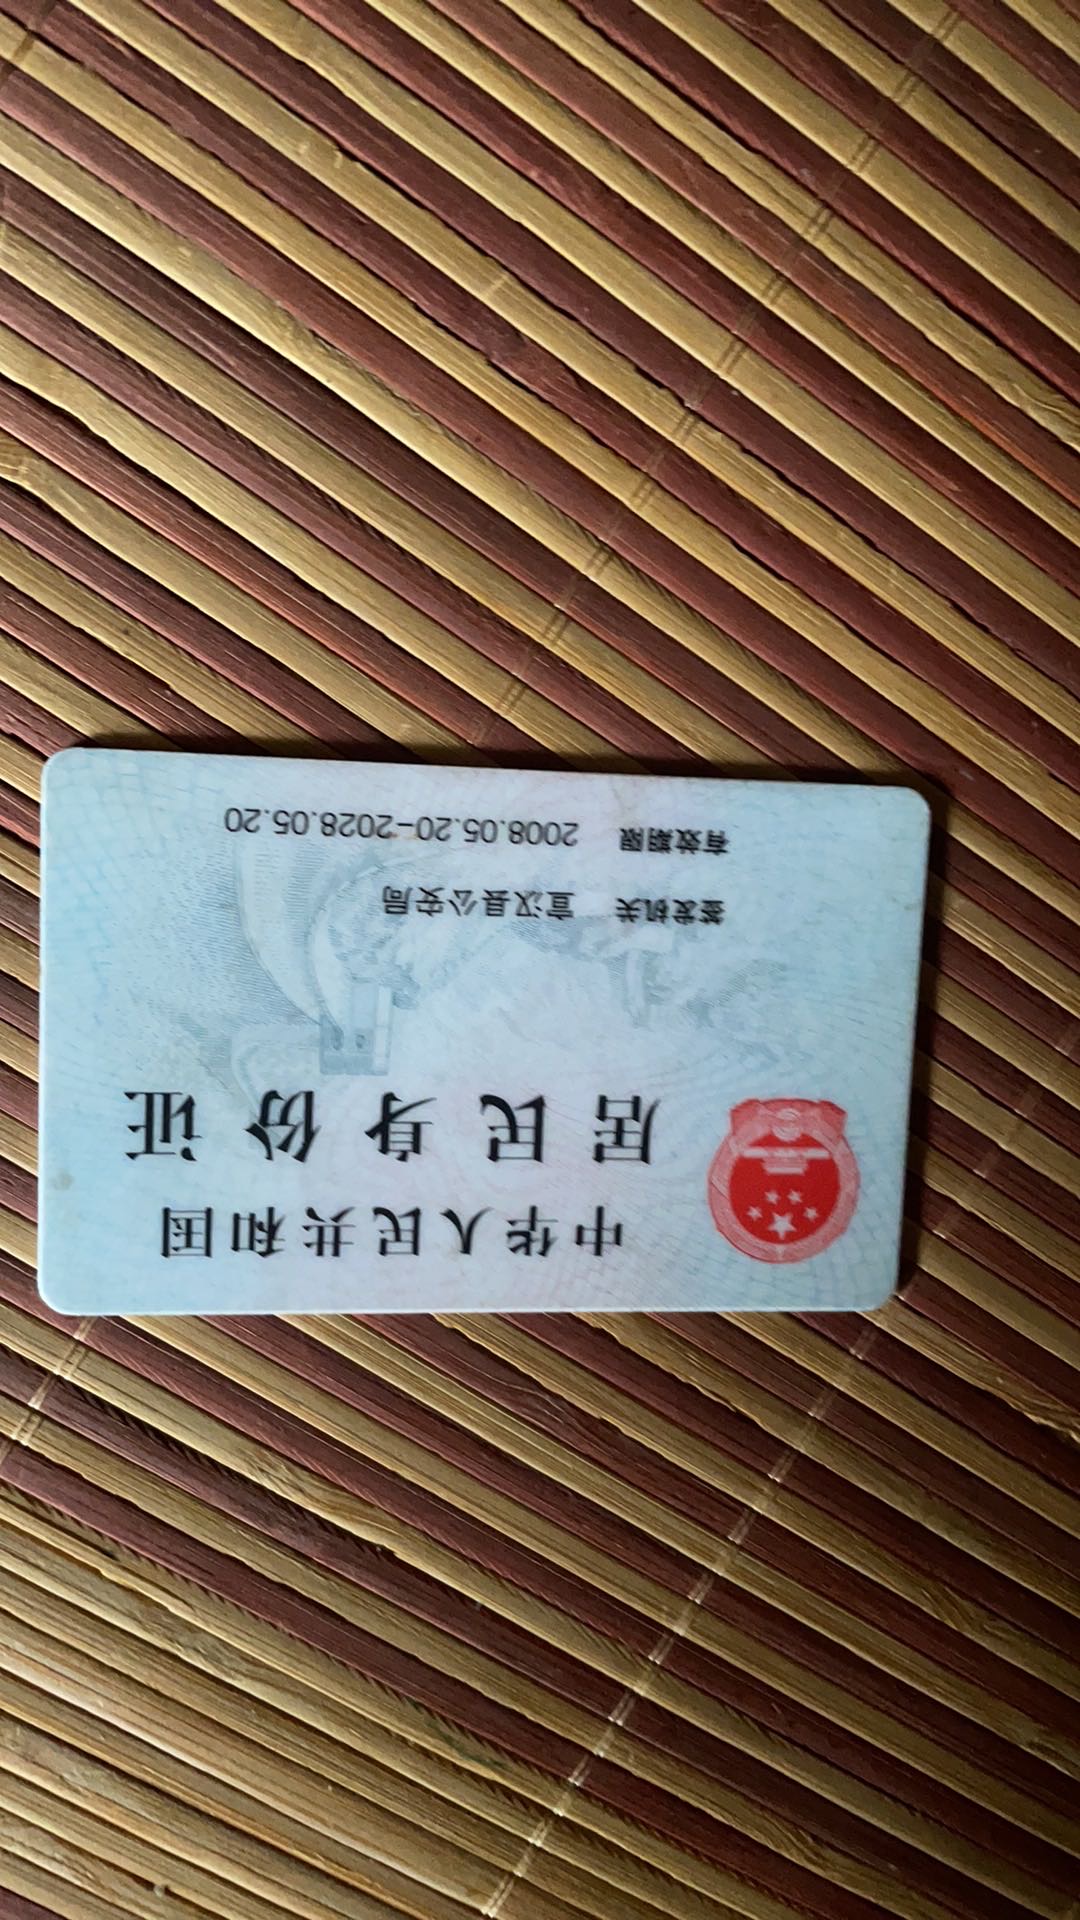 中华人民共和国
居民身份证
签发机关 宣汉县公安局
有效期限 2008.05.20-2028.05.20